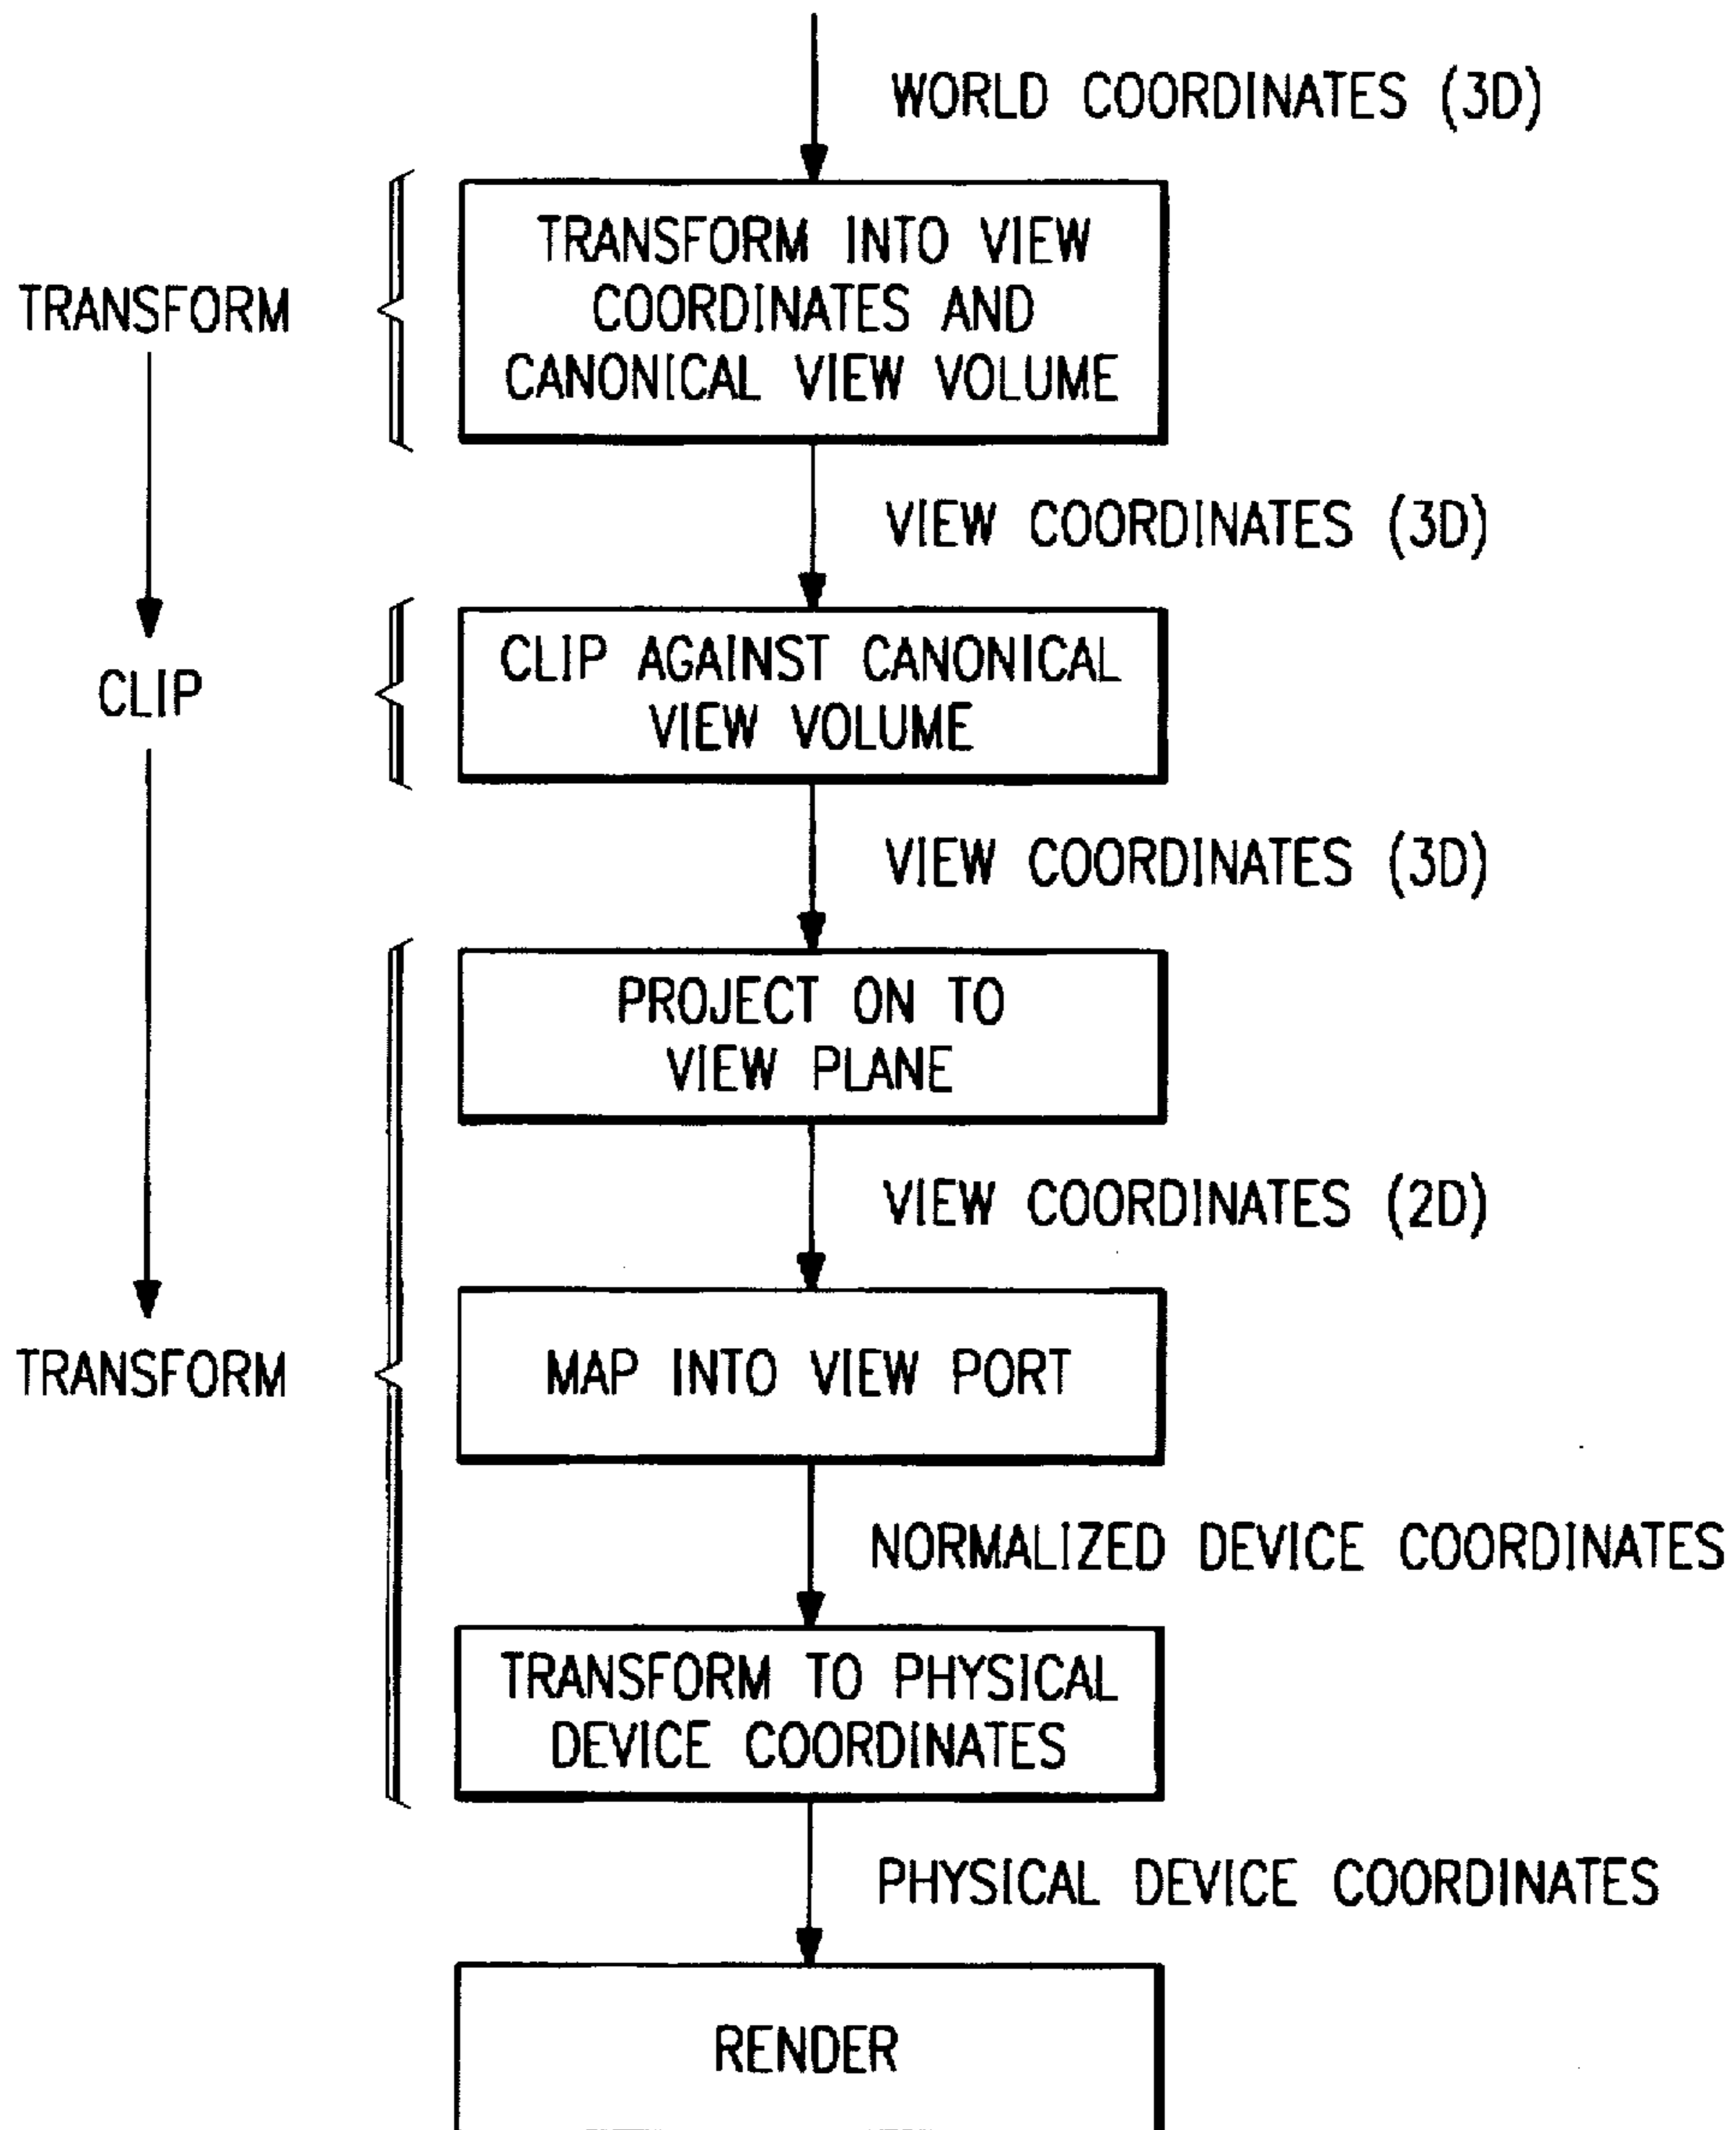 WORLD COORDINATES (3D)
TRANSFORM
TRANSFORM INTO VIEW
COORDINATES AND
CANONICAL VIEW VOLUME
VIEW COORDINATES (3D)
CLIP
CLIP AGAINST CANONICAL
VIEW VOLUME
VIEW COORDINATES (3D)
PROJECT ON TO
VIEW PLANE
VIEW COORDINATES (2D)
TRANSFORM
MAP INTO VIEW PORT
NORMALIZED DEVICE COORDINATES
TRANSFORM TO PHYSICAL
DEVICE COORDINATES
PHYSICAL DEVICE COORDINATES
RENDER